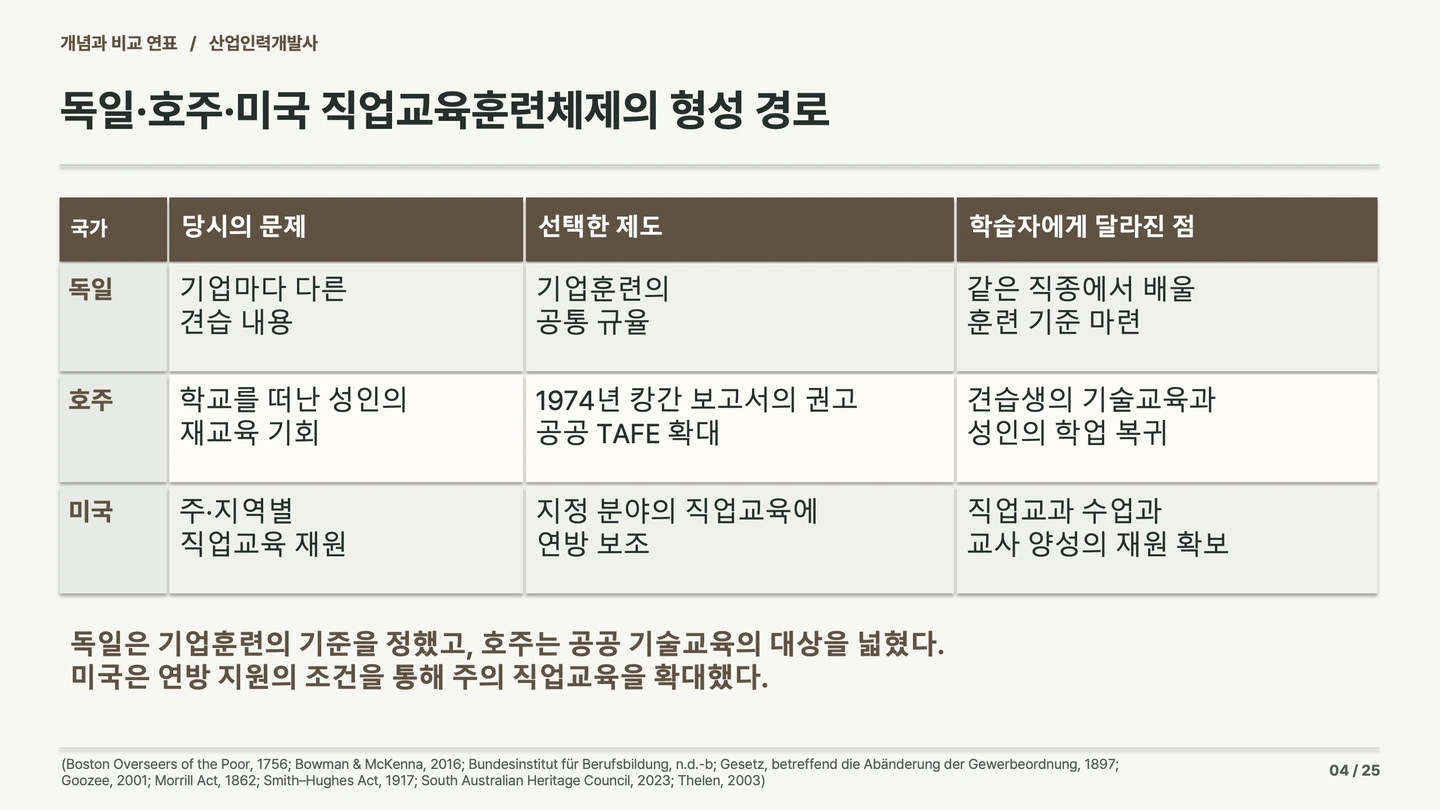 개념과 비교 연표 / 산업인력개발사
독일·호주·미국 직업교육훈련체제의 형성 경로
국가 당시의 문제 선택한 제도 학습자에게 달라진 점
독일
기업마다 다른
견습 내용
기업훈련의
공통 규율
같은 직종에서 배울
훈련 기준 마련
호주
학교를 떠난 성인의
재교육 기회
1974년 캉간 보고서의 권고
공공 TAFE 확대
견습생의 기술교육과
성인의 학업 복귀
미국
주·지역별
직업교육 재원
지정 분야의 직업교육에
연방 보조
직업교과 수업과
교사 양성의 재원 확보
독일은 기업훈련의 기준을 정했고, 호주는 공공 기술교육의 대상을 넓혔다.
미국은 연방 지원의 조건을 통해 주의 직업교육을 확대했다.
(Boston Overseers of the Poor, 1756; Bowman & McKenna, 2016; Bundesinstitut für Berufsbildung, n.d.-b; Gesetz, betreffend die Abänderung der Gewerbeordnung, 1897;
Goozee, 2001; Morrill Act, 1862; Smith–Hughes Act, 1917; South Australian Heritage Council, 2023; Thelen, 2003)
04 / 25